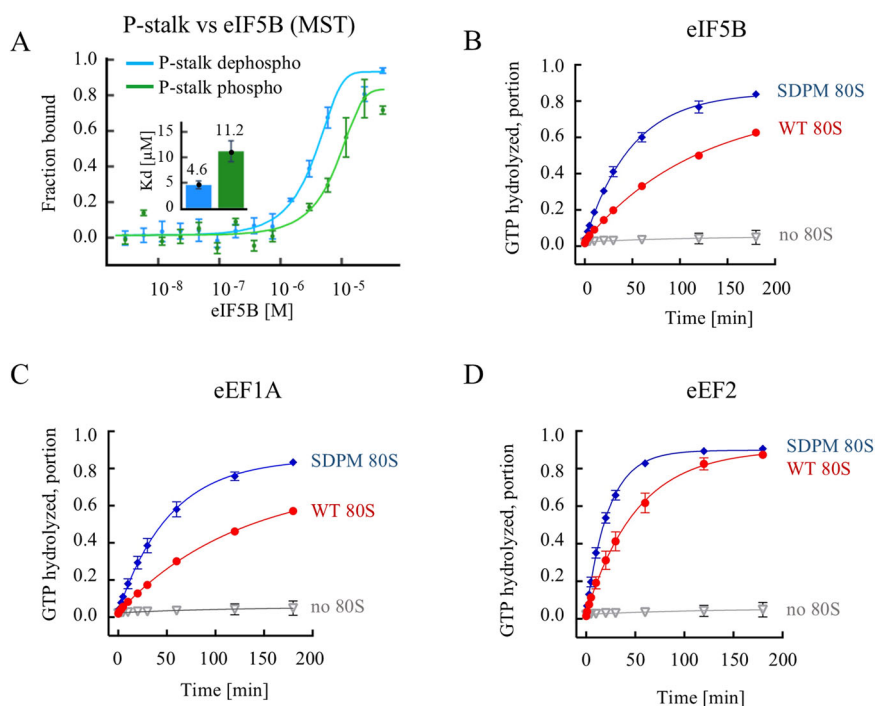 A
P-stalk vs eIF5B (MST)
P-stalk dephospho
P-stalk phospho
Fraction bound
1.0
0.8
0.6
0.4
0.2
0.0
Kd [µM]
15
10
5
0
4.6
11.2
10⁻⁸
10⁻⁷
10⁻⁶
10⁻⁵
eIF5B [M]
B
eIF5B
GTP hydrolyzed, portion
1.0
0.8
0.6
0.4
0.2
0.0
SDPM 80S
WT 80S
no 80S
0 50 100 150 200
Time [min]
C
eEF1A
GTP hydrolyzed, portion
1.0
0.8
0.6
0.4
0.2
0.0
SDPM 80S
WT 80S
no 80S
0 50 100 150 200
Time [min]
D
eEF2
GTP hydrolyzed, portion
1.0
0.8
0.6
0.4
0.2
0.0
SDPM 80S
WT 80S
no 80S
0 50 100 150 200
Time [min]